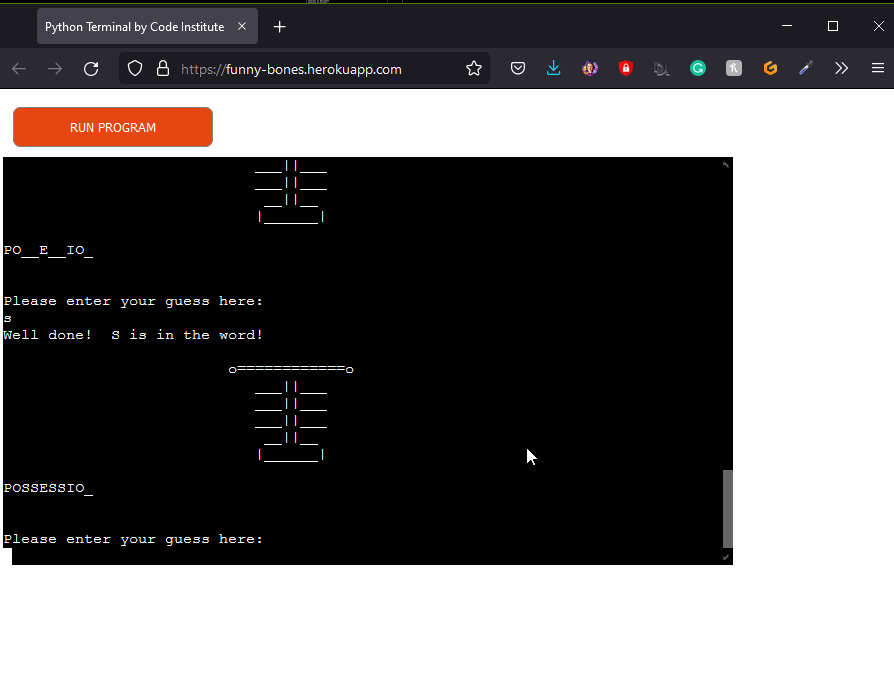 Python Terminal by Code Institute
https://funny-bones.herokuapp.com
RUN PROGRAM
___||___
___||___
__||__
|______|
PO__E__IO_
Please enter your guess here:
s
Well done!  S is in the word!
o============o
___||___
___||___
___||___
__||__
|______|
POSSESSIO_
Please enter your guess here: